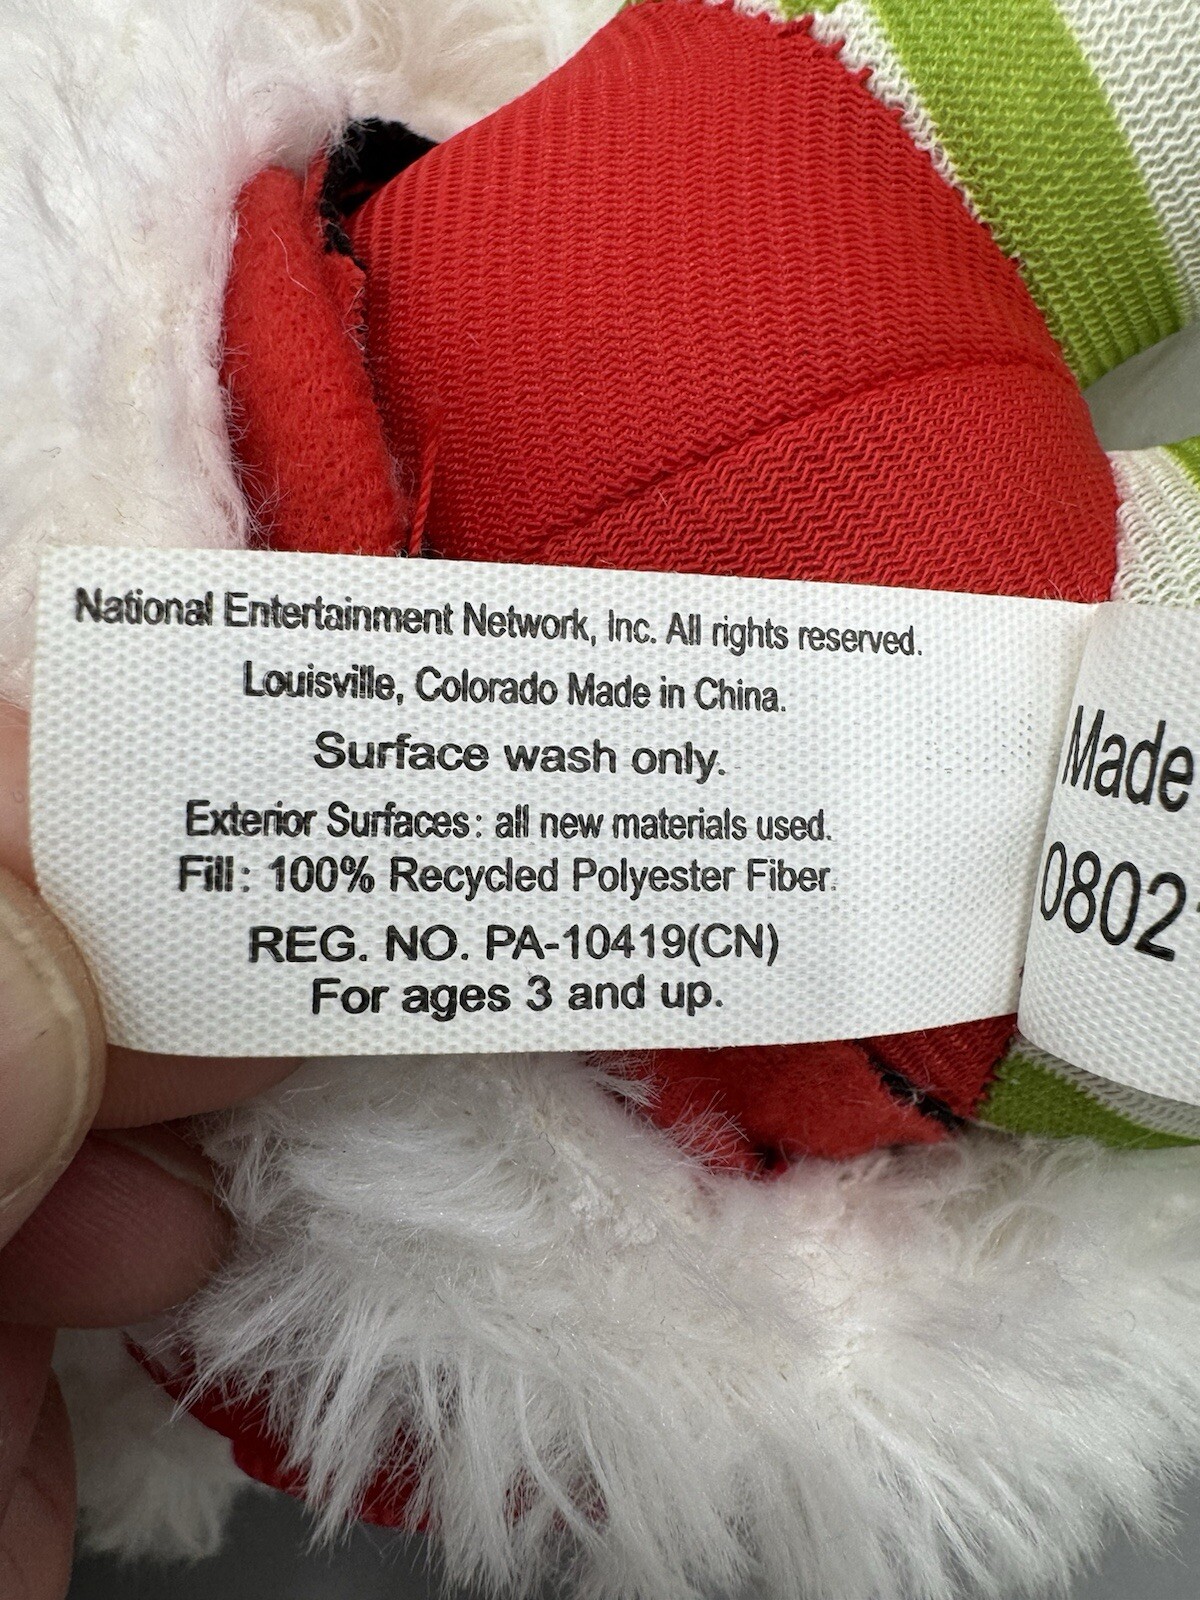 National Entertainment Network, Inc. All rights reserved.
Louisville, Colorado Made in China.
Surface wash only.
Exterior Surfaces: all new materials used.
Fill: 100% Recycled Polyester Fiber.
REG. NO. PA-10419(CN)
For ages 3 and up.
Made
0802